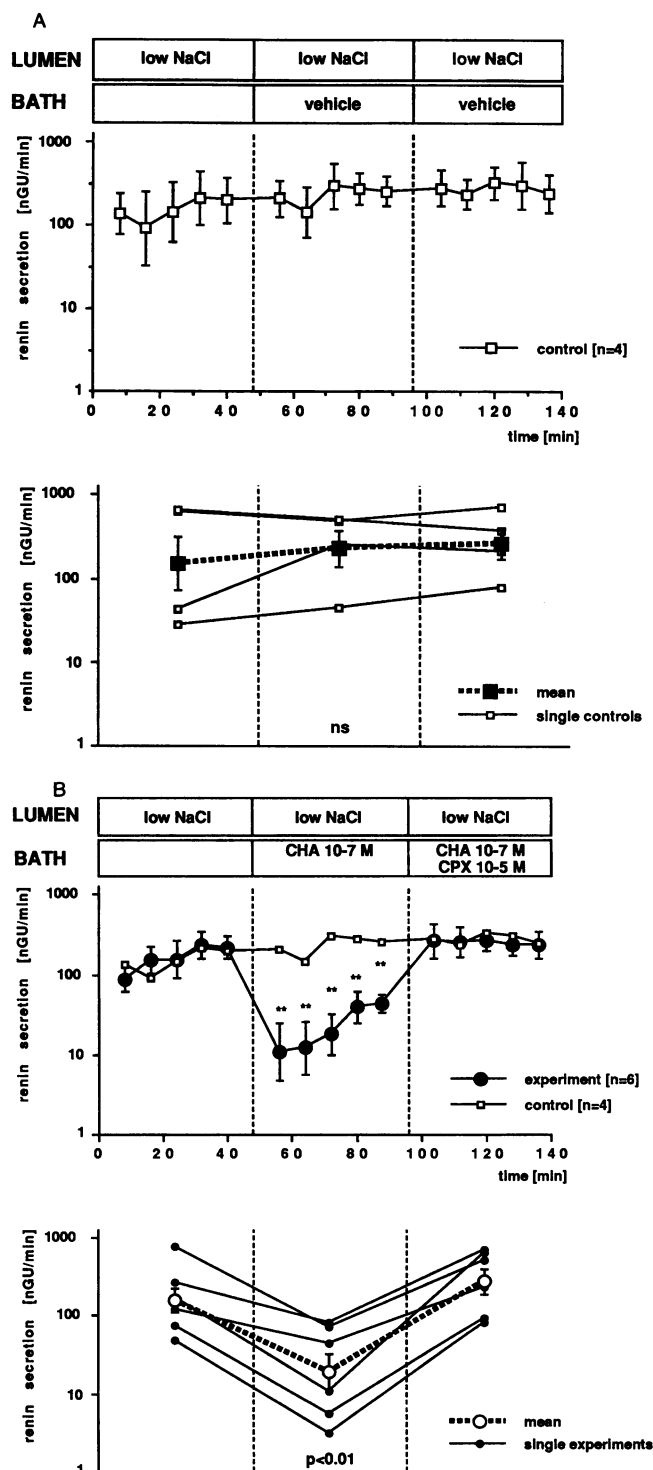 A
LUMEN low NaCl low NaCl low NaCl
BATH vehicle vehicle
renin secretion [nGU/min]
1000
100
10
1
control [n=4]
0 20 40 60 80 100 120 140
time [min]
renin secretion [nGU/min]
1000
100
10
1
mean
single controls
ns
B
LUMEN low NaCl low NaCl low NaCl
BATH CHA 10-7 M CHA 10-7 M
CPX 10-5 M
renin secretion [nGU/min]
1000
100
10
1
** ** ** ** **
experiment [n=6]
control [n=4]
0 20 40 60 80 100 120 140
time [min]
renin secretion [nGU/min]
1000
100
10
1
mean
single experiments
p<0.01